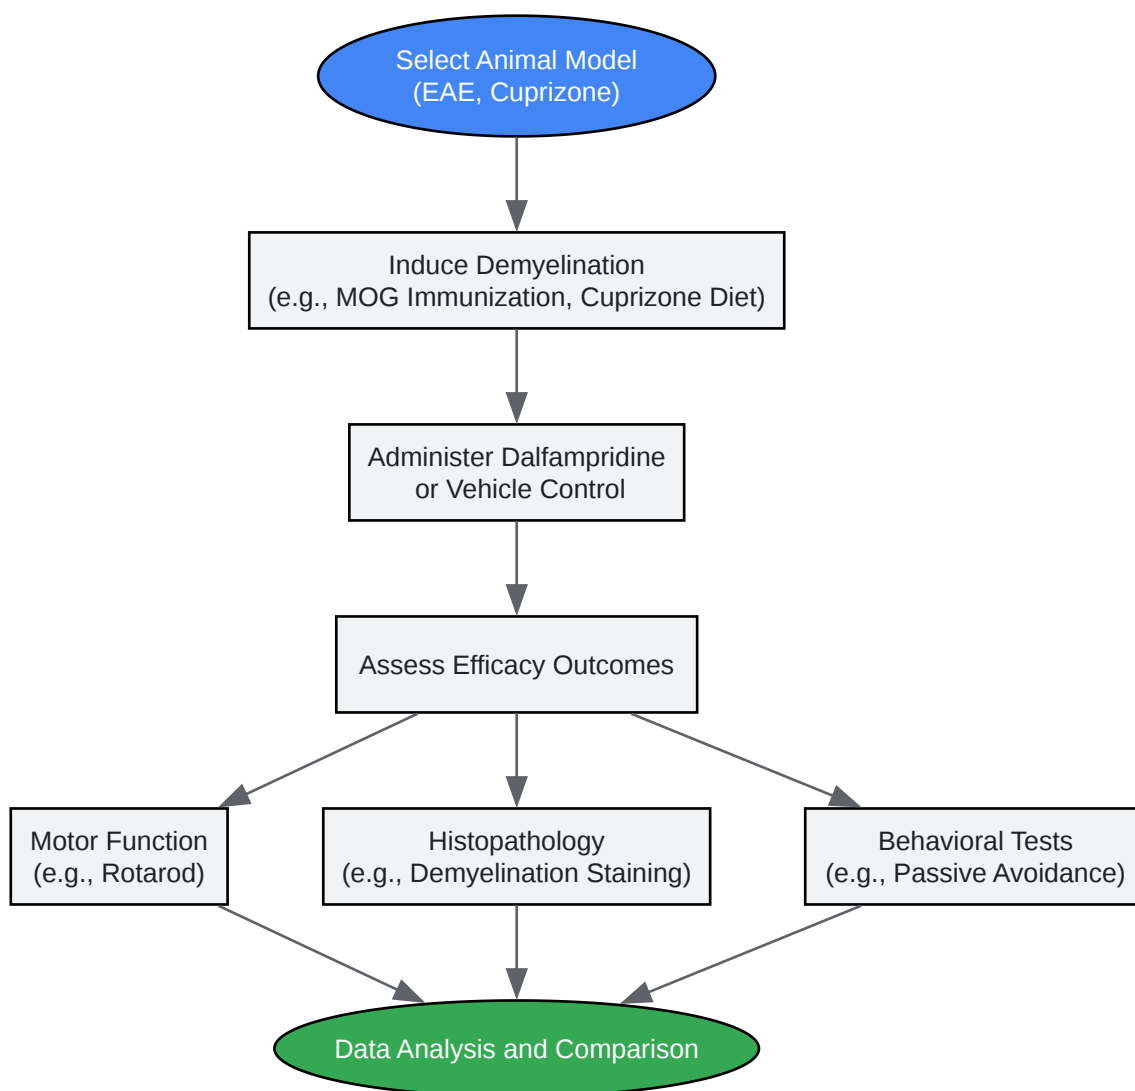 Select Animal Model
(EAE, Cuprizone)
Induce Demyelination
(e.g., MOG Immunization, Cuprizone Diet)
Administer Dalfampridine
or Vehicle Control
Assess Efficacy Outcomes
Motor Function
(e.g., Rotarod)
Histopathology
(e.g., Demyelination Staining)
Behavioral Tests
(e.g., Passive Avoidance)
Data Analysis and Comparison